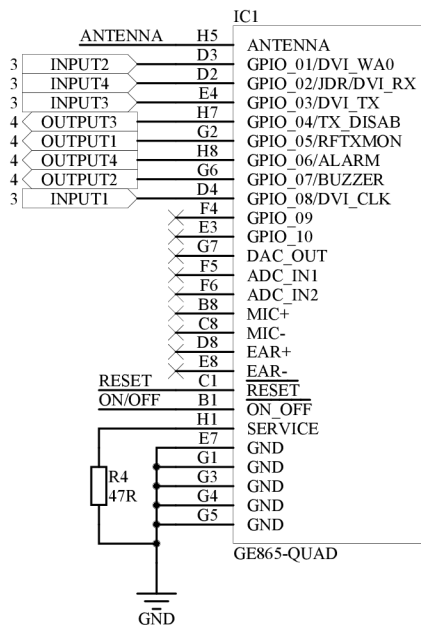 IC1
ANTENNA H5 ANTENNA
3 INPUT2 D3 GPIO_01/DVI_WA0
3 INPUT4 D2 GPIO_02/JDR/DVI_RX
3 INPUT3 E4 GPIO_03/DVI_TX
4 OUTPUT3 H7 GPIO_04/TX_DISAB
4 OUTPUT1 G2 GPIO_05/RFTXMON
4 OUTPUT4 H8 GPIO_06/ALARM
4 OUTPUT2 G6 GPIO_07/BUZZER
3 INPUT1 D4 GPIO_08/DVI_CLK
F4 GPIO_09
E3 GPIO_10
G7 DAC_OUT
F5 ADC_IN1
F6 ADC_IN2
B8 MIC+
C8 MIC-
D8 EAR+
E8 EAR-
RESET C1 RESET
ON/OFF B1 ON_OFF
H1 SERVICE
E7 GND
G1 GND
R4 G3 GND
47R G4 GND
G5 GND
GE865-QUAD
GND